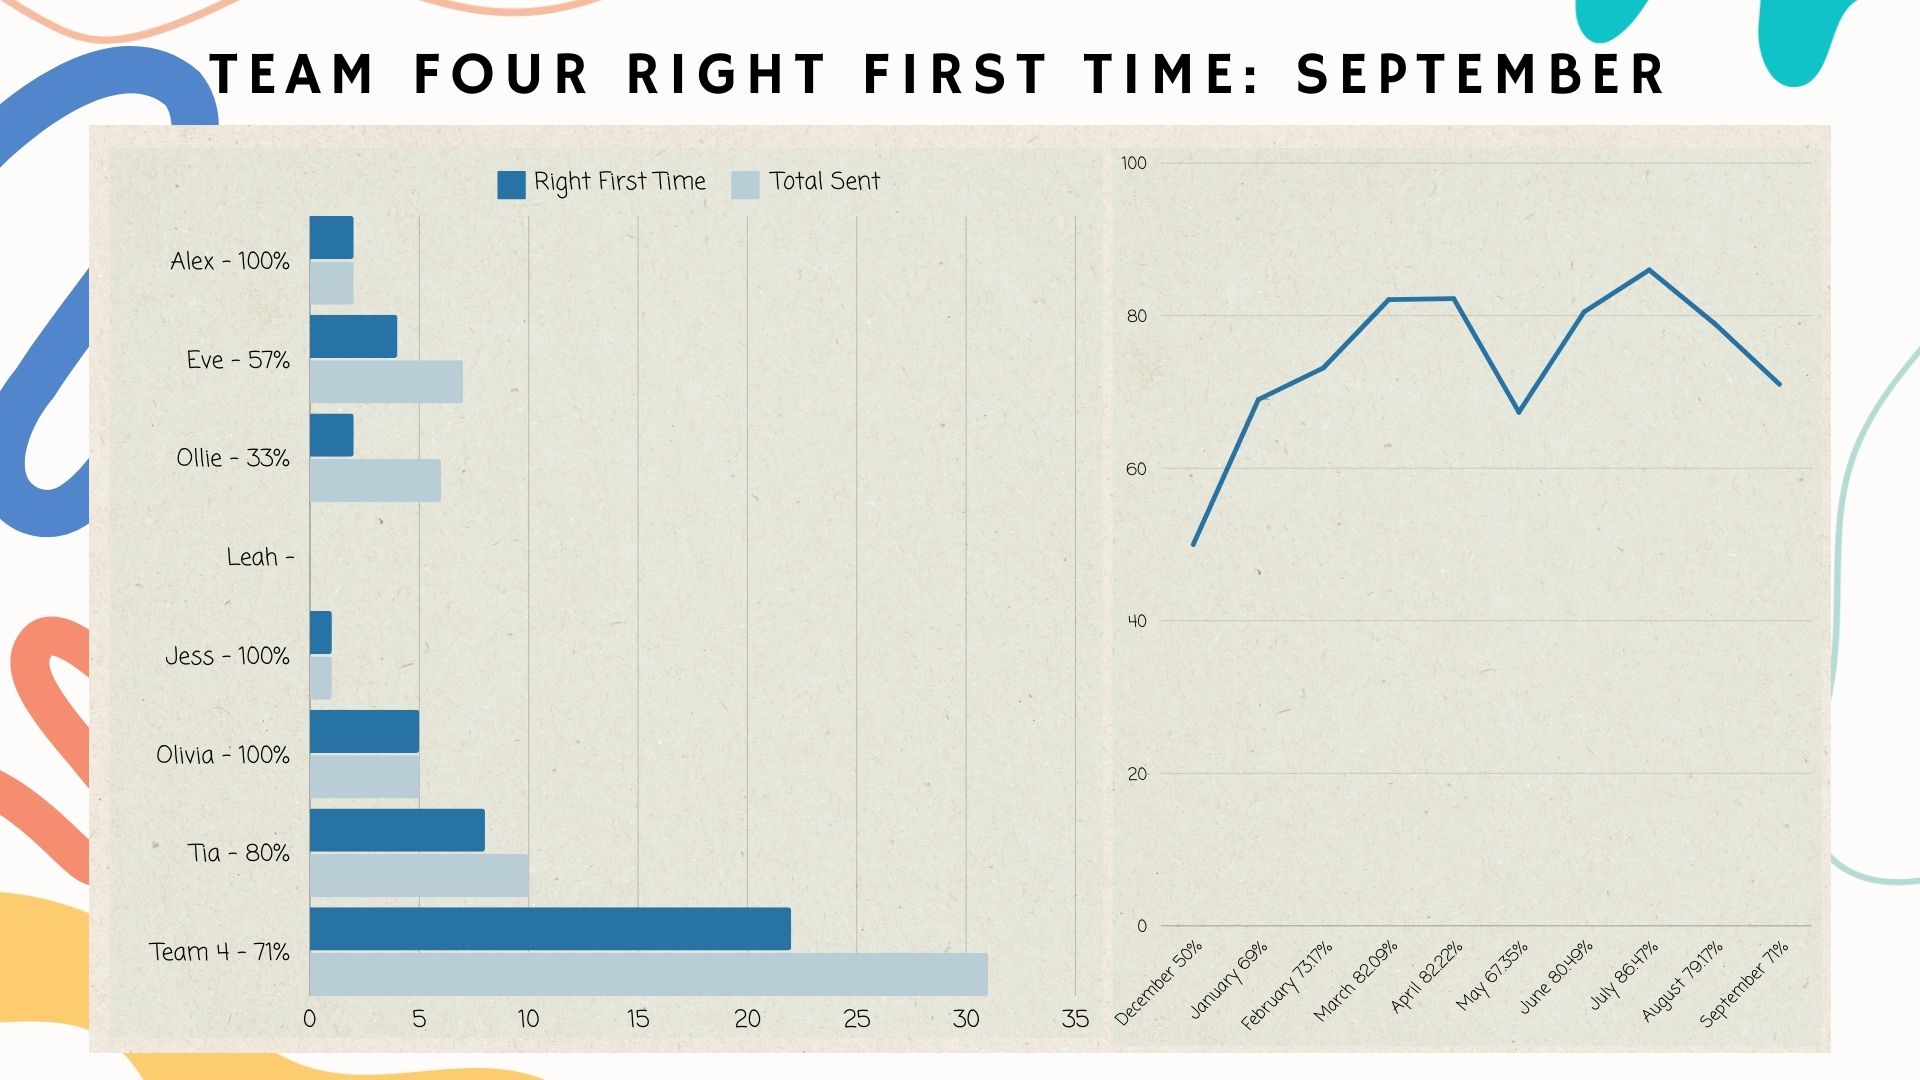 TEAM FOUR RIGHT FIRST TIME: SEPTEMBER
Right First Time
Total Sent
Alex - 100%
Eve - 57%
Ollie - 33%
Leah -
Jess - 100%
Olivia - 100%
Tia - 80%
Team 4 - 71%
0 5 10 15 20 25 30 35
100
80
60
40
20
0
December 50%
January 69%
February 73.17%
March 82.09%
April 82.22%
May 67.35%
June 80.49%
July 86.47%
August 79.17%
September 71%